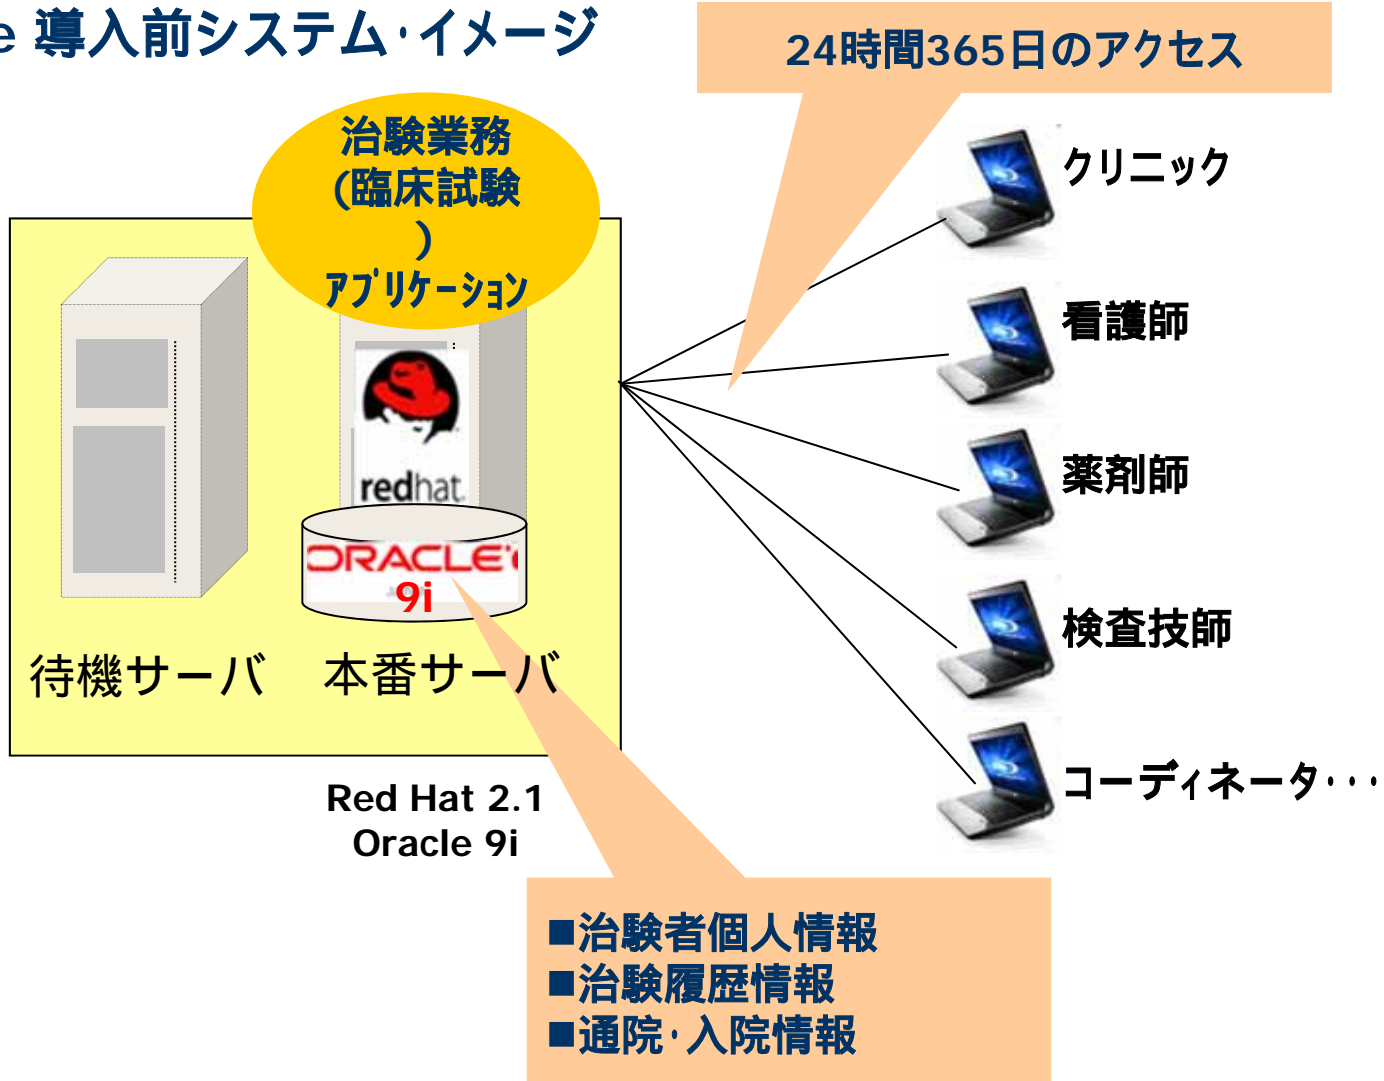 e 導入前システム・イメージ
24時間365日のアクセス
治験業務
(臨床試験
)
アプリケーション
クリニック
看護師
薬剤師
検査技師
コーディネータ・・・
redhat.
ORACLE
9i
待機サーバ
本番サーバ
Red Hat 2.1
Oracle 9i
■治験者個人情報
■治験履歴情報
■通院・入院情報